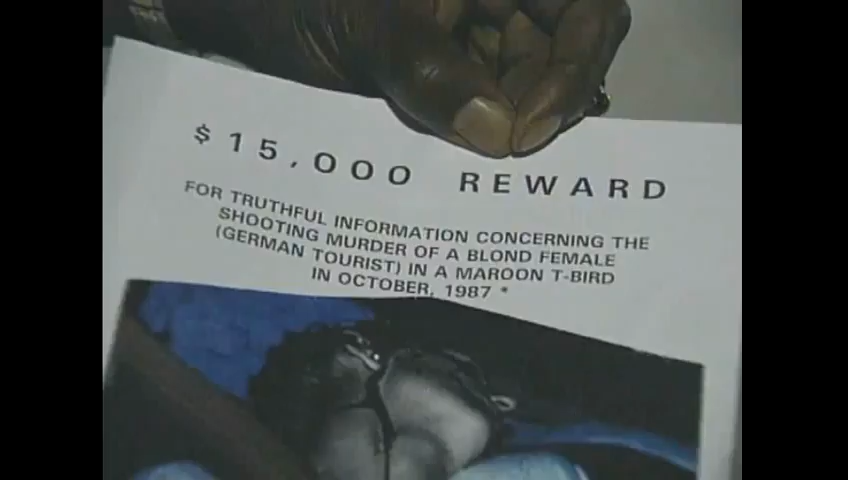 $15,000 REWARD
FOR TRUTHFUL INFORMATION CONCERNING THE
SHOOTING MURDER OF A BLOND FEMALE
(GERMAN TOURIST) IN A MAROON T-BIRD
IN OCTOBER, 1987 *